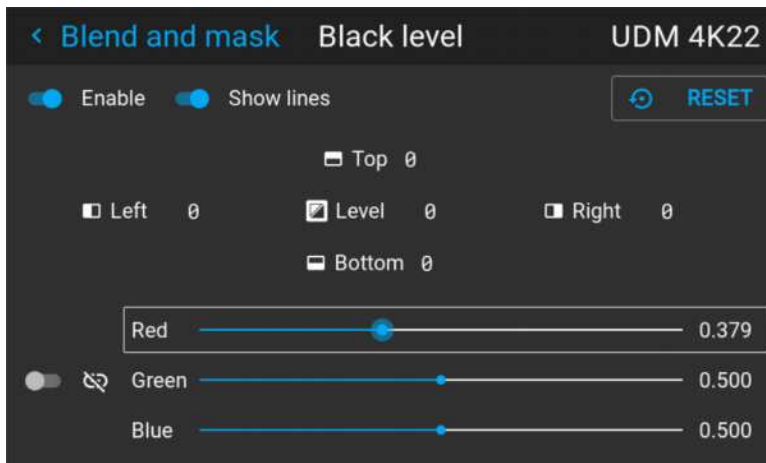 Blend and mask Black level UDM 4K22
Enable Show lines RESET
Top 0
Left 0 Level 0 Right 0
Bottom 0
Red 0.379
Green 0.500
Blue 0.500